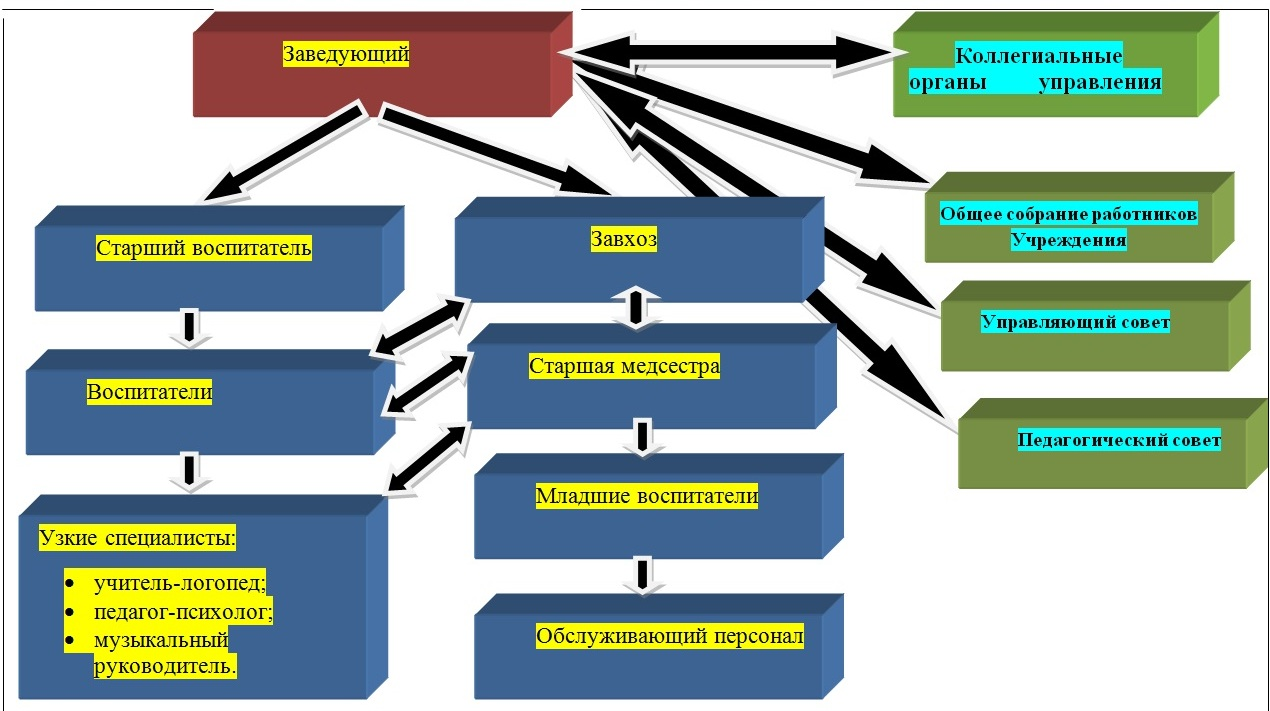 Заведующий
Коллегиальные
органы управления
Общее собрание работников
Учреждения
Старший воспитатель
Завхоз
Управляющий совет
Воспитатели
Старшая медсестра
Педагогический совет
Младшие воспитатели
Узкие специалисты:
• учитель-логопед;
• педагог-психолог;
• музыкальный
руководитель.
Обслуживающий персонал